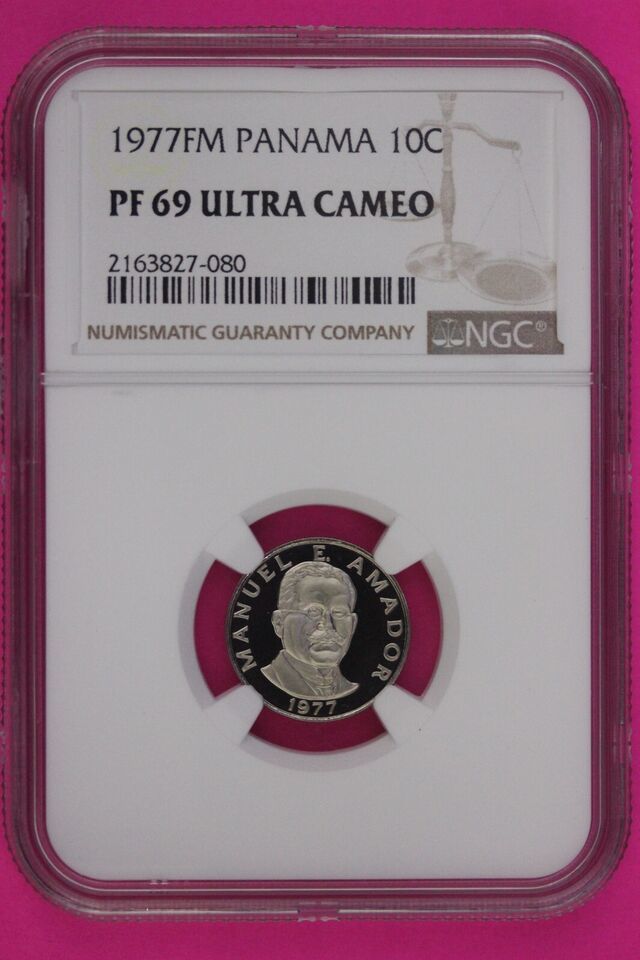 1977FM PANAMA 10C
PF 69 ULTRA CAMEO
2163827-080
NUMISMATIC GUARANTY COMPANY
NGC®
MANUEL E. AMADOR
1977